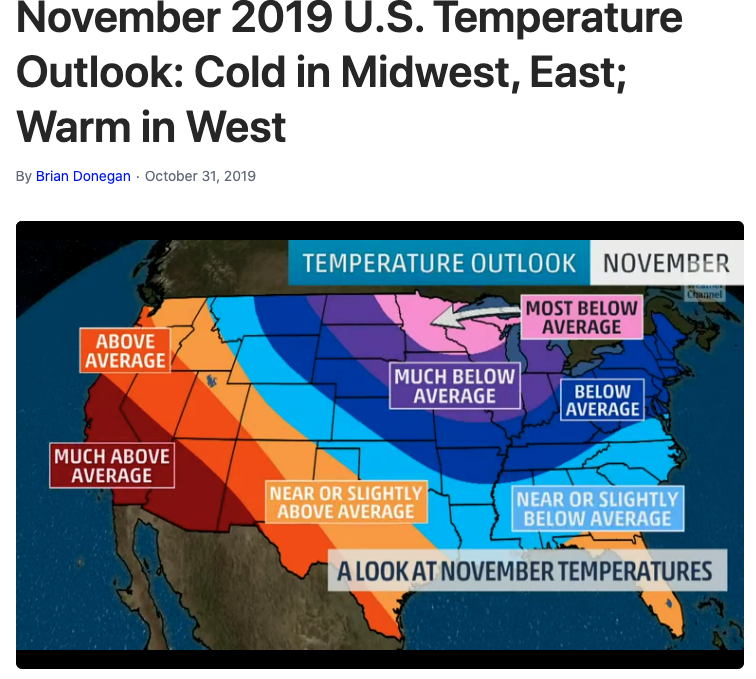 November 2019 U.S. Temperature
Outlook: Cold in Midwest, East;
Warm in West
By Brian Donegan · October 31, 2019
TEMPERATURE OUTLOOK NOVEMBER
Channel
MOST BELOW
AVERAGE
ABOVE
AVERAGE
MUCH BELOW
AVERAGE
BELOW
AVERAGE
MUCH ABOVE
AVERAGE
NEAR OR SLIGHTLY
ABOVE AVERAGE
NEAR OR SLIGHTLY
BELOW AVERAGE
A LOOK AT NOVEMBER TEMPERATURES